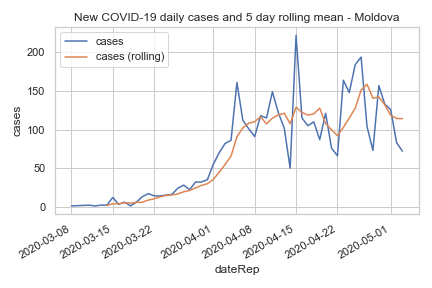 New COVID-19 daily cases and 5 day rolling mean - Moldova
cases
cases (rolling)
cases
200
150
100
50
0
2020-03-08
2020-03-15
2020-03-22
2020-04-01
2020-04-08
2020-04-15
2020-04-22
2020-05-01
dateRep